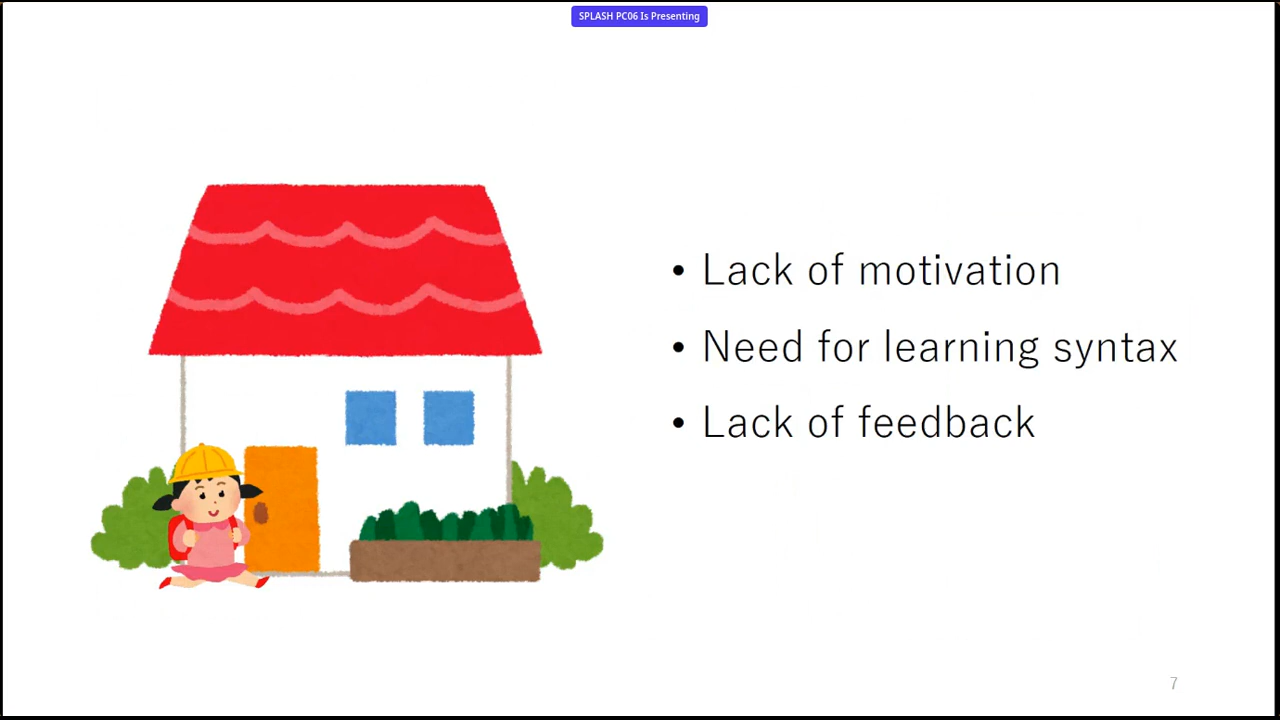 SPLASH PC06 Is Presenting
• Lack of motivation
• Need for learning syntax
• Lack of feedback
7